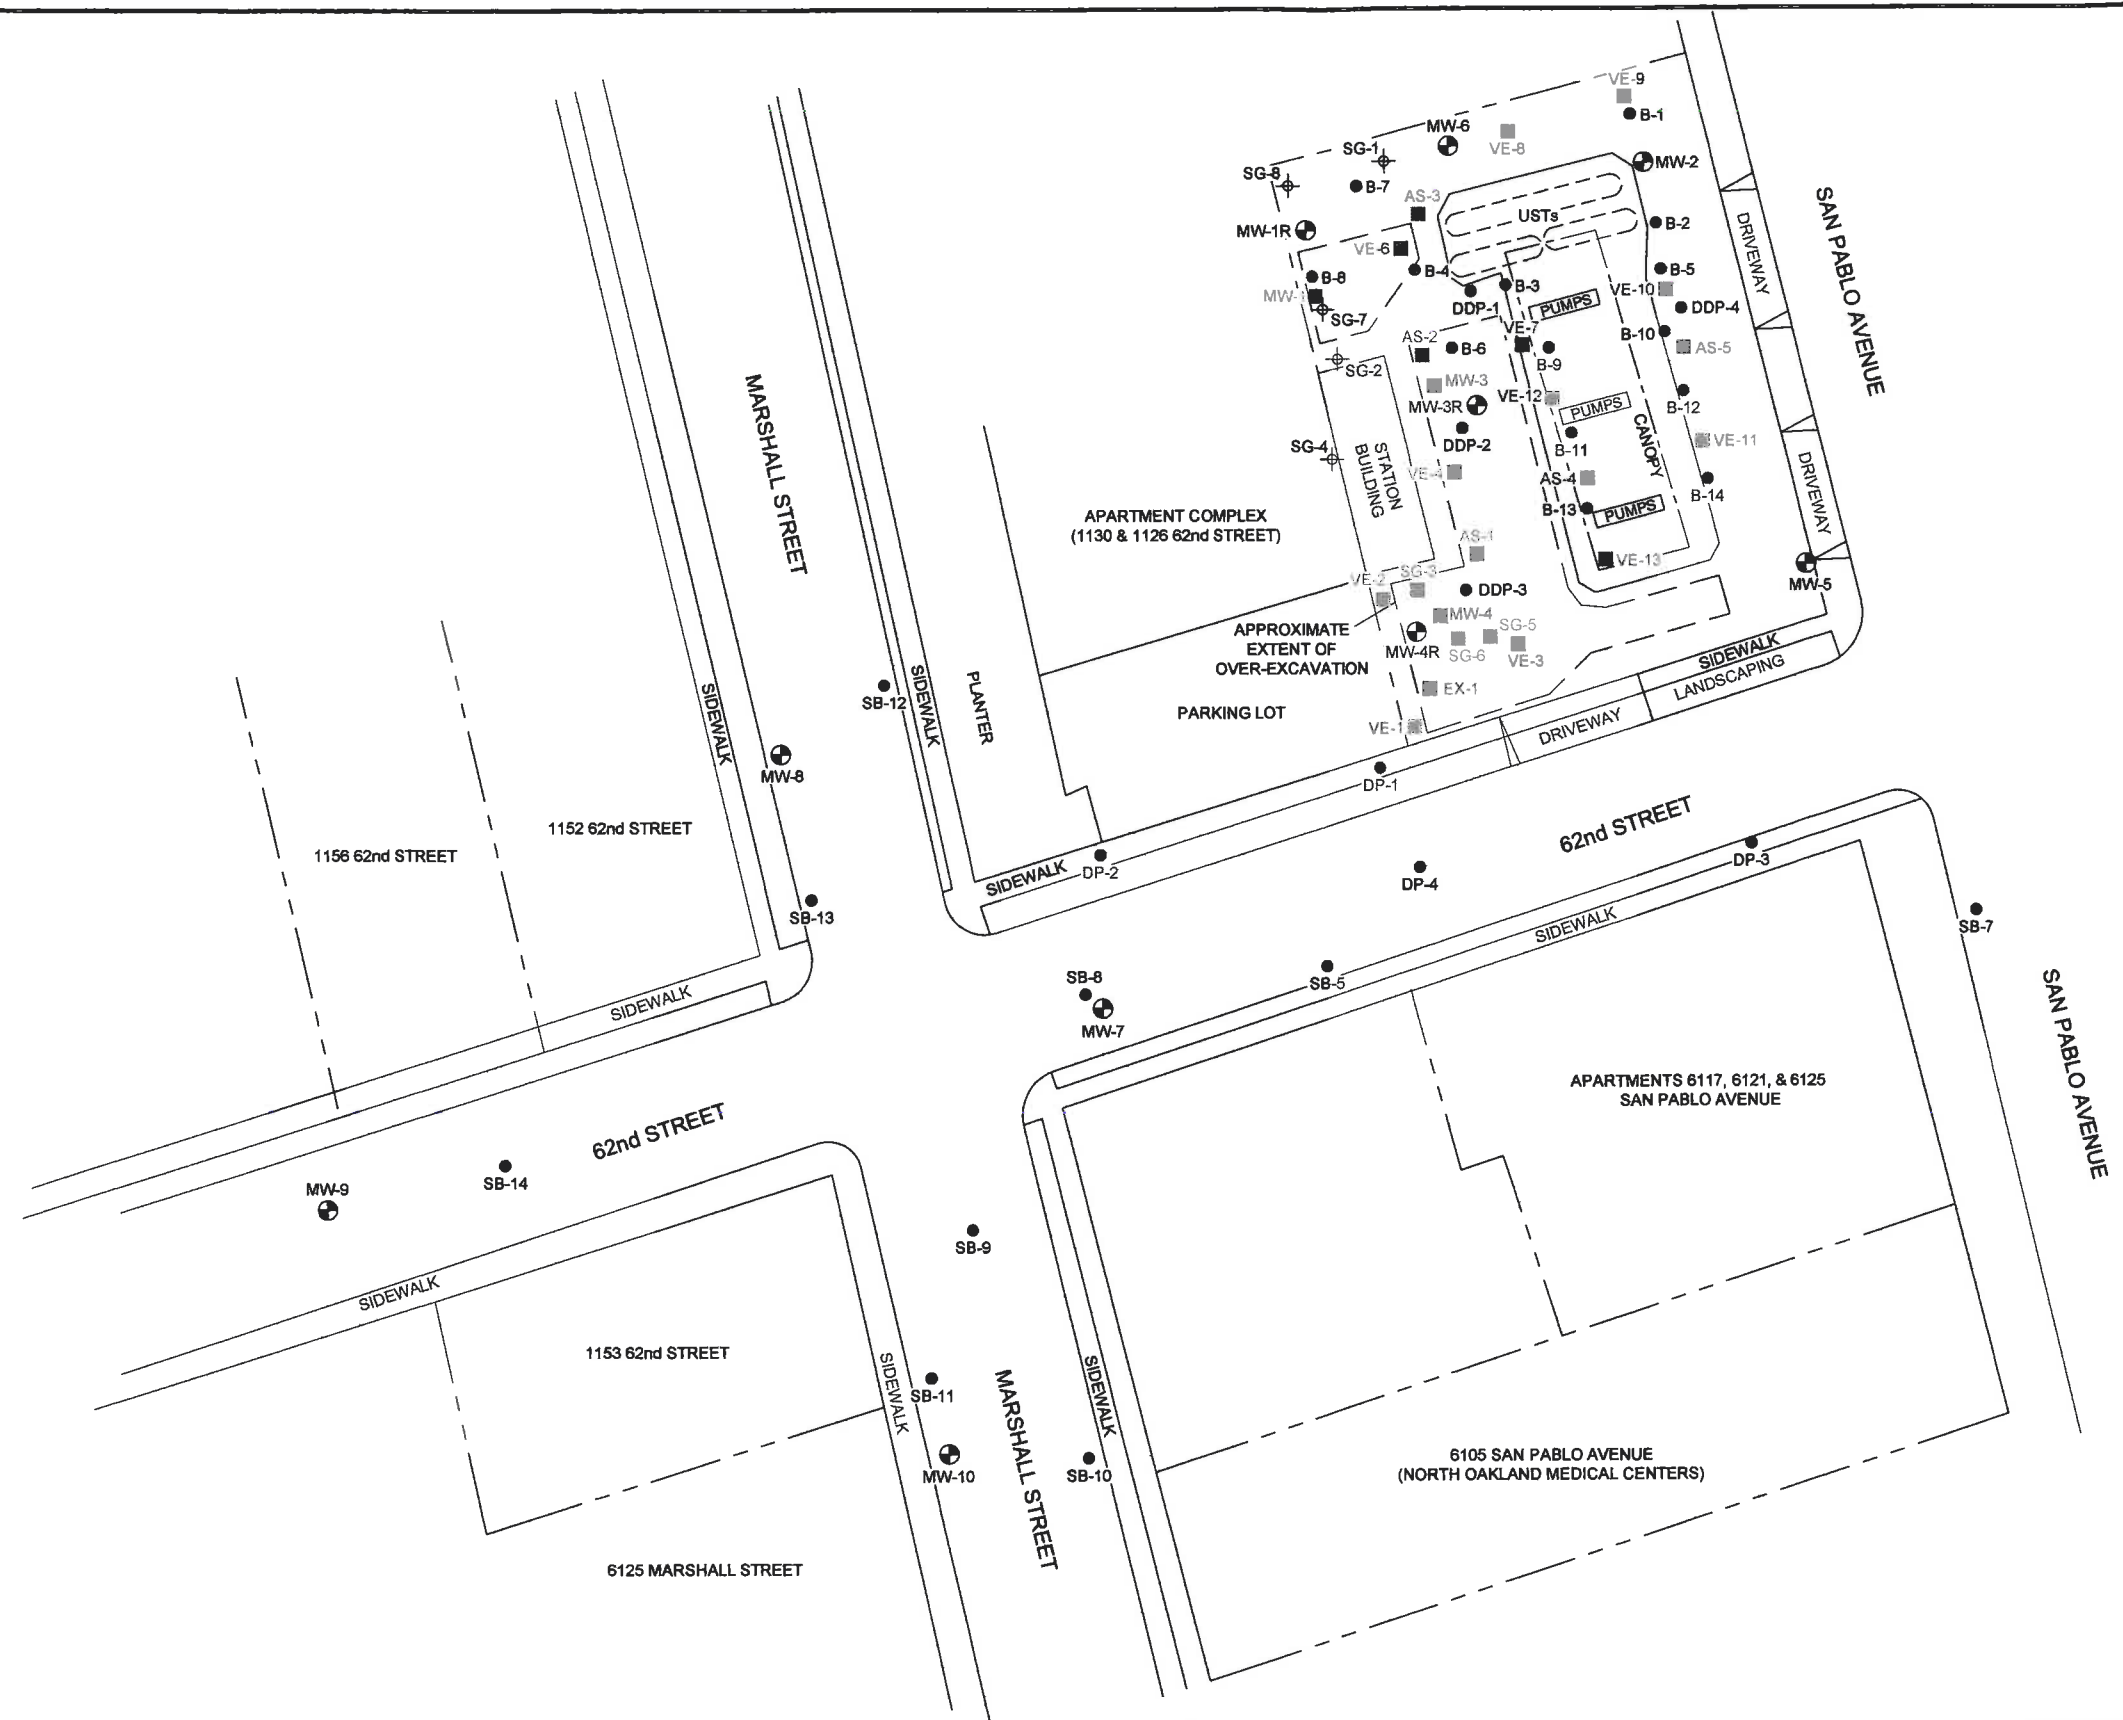 VE-9
B-1
MW-6
VE-8
SG-1
MW-2
SG-8
B-7
AS-3
USTs
B-2
MW-1R
VE-6
B-4
B-5
B-8
MW-
B-3
VE-10
DDP-1
PUMPS
DDP-4
SG-7
VE-7
B-10
AS-2
B-6
AS-5
B-9
SG-2
MW-3
VE-12
MW-3R
PUMPS
B-12
DDP-2
B-11
CANOPY
VE-11
SG-4
STATION
BUILDING
VE-4
AS-4
B-14
B-13
PUMPS
AS-1
VE-13
MW-5
VE-2
SG-3
DDP-3
MW-4
SG-5
MW-4R
SG-6
VE-3
EX-1
VE-1
DRIVEWAY
DRIVEWAY
SAN PABLO AVENUE
MARSHALL STREET
APARTMENT COMPLEX
(1130 & 1126 62nd STREET)
APPROXIMATE
EXTENT OF
OVER-EXCAVATION
PARKING LOT
SIDEWALK
LANDSCAPING
DRIVEWAY
SIDEWALK
SB-12
SIDEWALK
PLANTER
MW-8
DP-1
62nd STREET
1152 62nd STREET
1156 62nd STREET
DP-3
DP-2
SIDEWALK
DP-4
SB-13
SB-7
SIDEWALK
SB-5
SB-8
MW-7
SIDEWALK
SAN PABLO AVENUE
APARTMENTS 6117, 6121, & 6125
SAN PABLO AVENUE
62nd STREET
SB-14
MW-9
SB-9
SIDEWALK
1153 62nd STREET
SB-11
SIDEWALK
MARSHALL STREET
SIDEWALK
MW-10
SB-10
6105 SAN PABLO AVENUE
(NORTH OAKLAND MEDICAL CENTERS)
6125 MARSHALL STREET